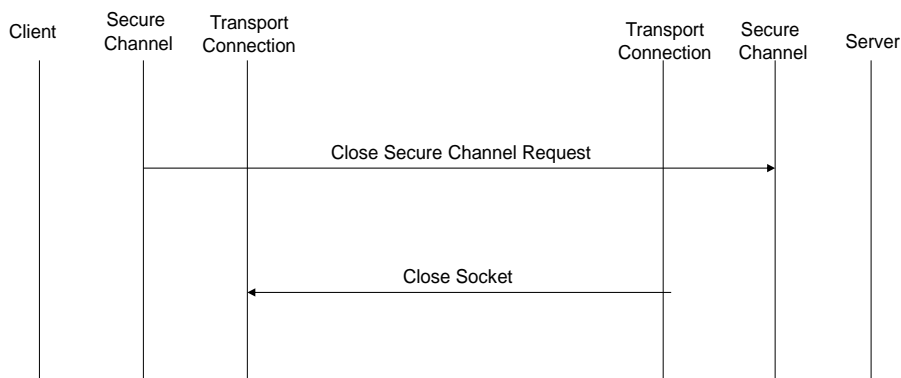 Client
Secure
Channel
Transport
Connection
Transport
Connection
Secure
Channel
Server
Close Secure Channel Request
Close Socket